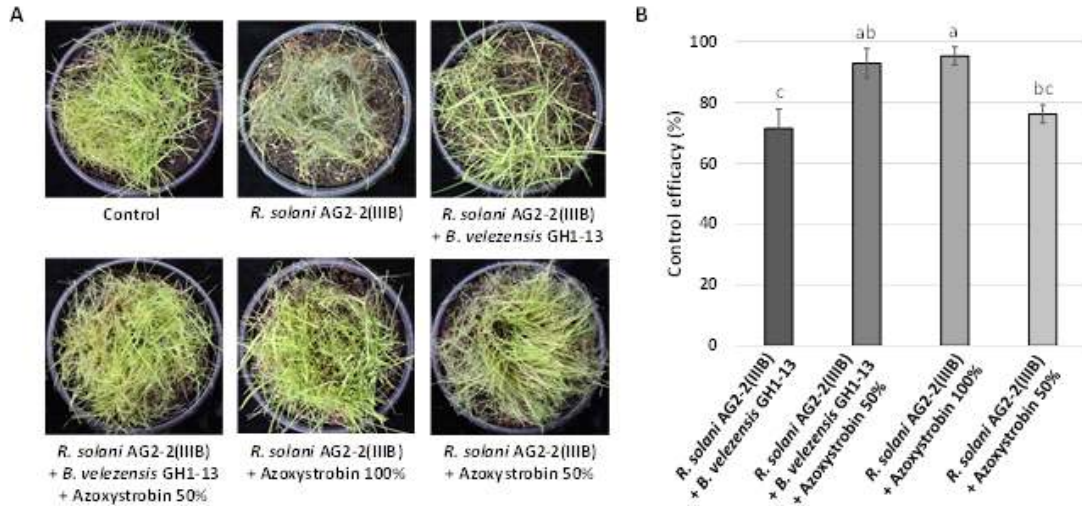 A
Control
R. solani AG2-2(IIIB)
R. solani AG2-2(IIIB)
+ B. velezensis GH1-13
R. solani AG2-2(IIIB)
+ B. velezensis GH1-13
+ Azoxystrobin 50%
R. solani AG2-2(IIIB)
+ Azoxystrobin 100%
R. solani AG2-2(IIIB)
+ Azoxystrobin 50%
B
Control efficacy (%)
100
80
60
40
20
0
c
ab
a
bc
R. solani AG2-2(IIIB)
+ B. velezensis GH1-13
R. solani AG2-2(IIIB)
+ B. velezensis GH1-13
+ Azoxystrobin 50%
R. solani AG2-2(IIIB)
+ Azoxystrobin 100%
R. solani AG2-2(IIIB)
+ Azoxystrobin 50%